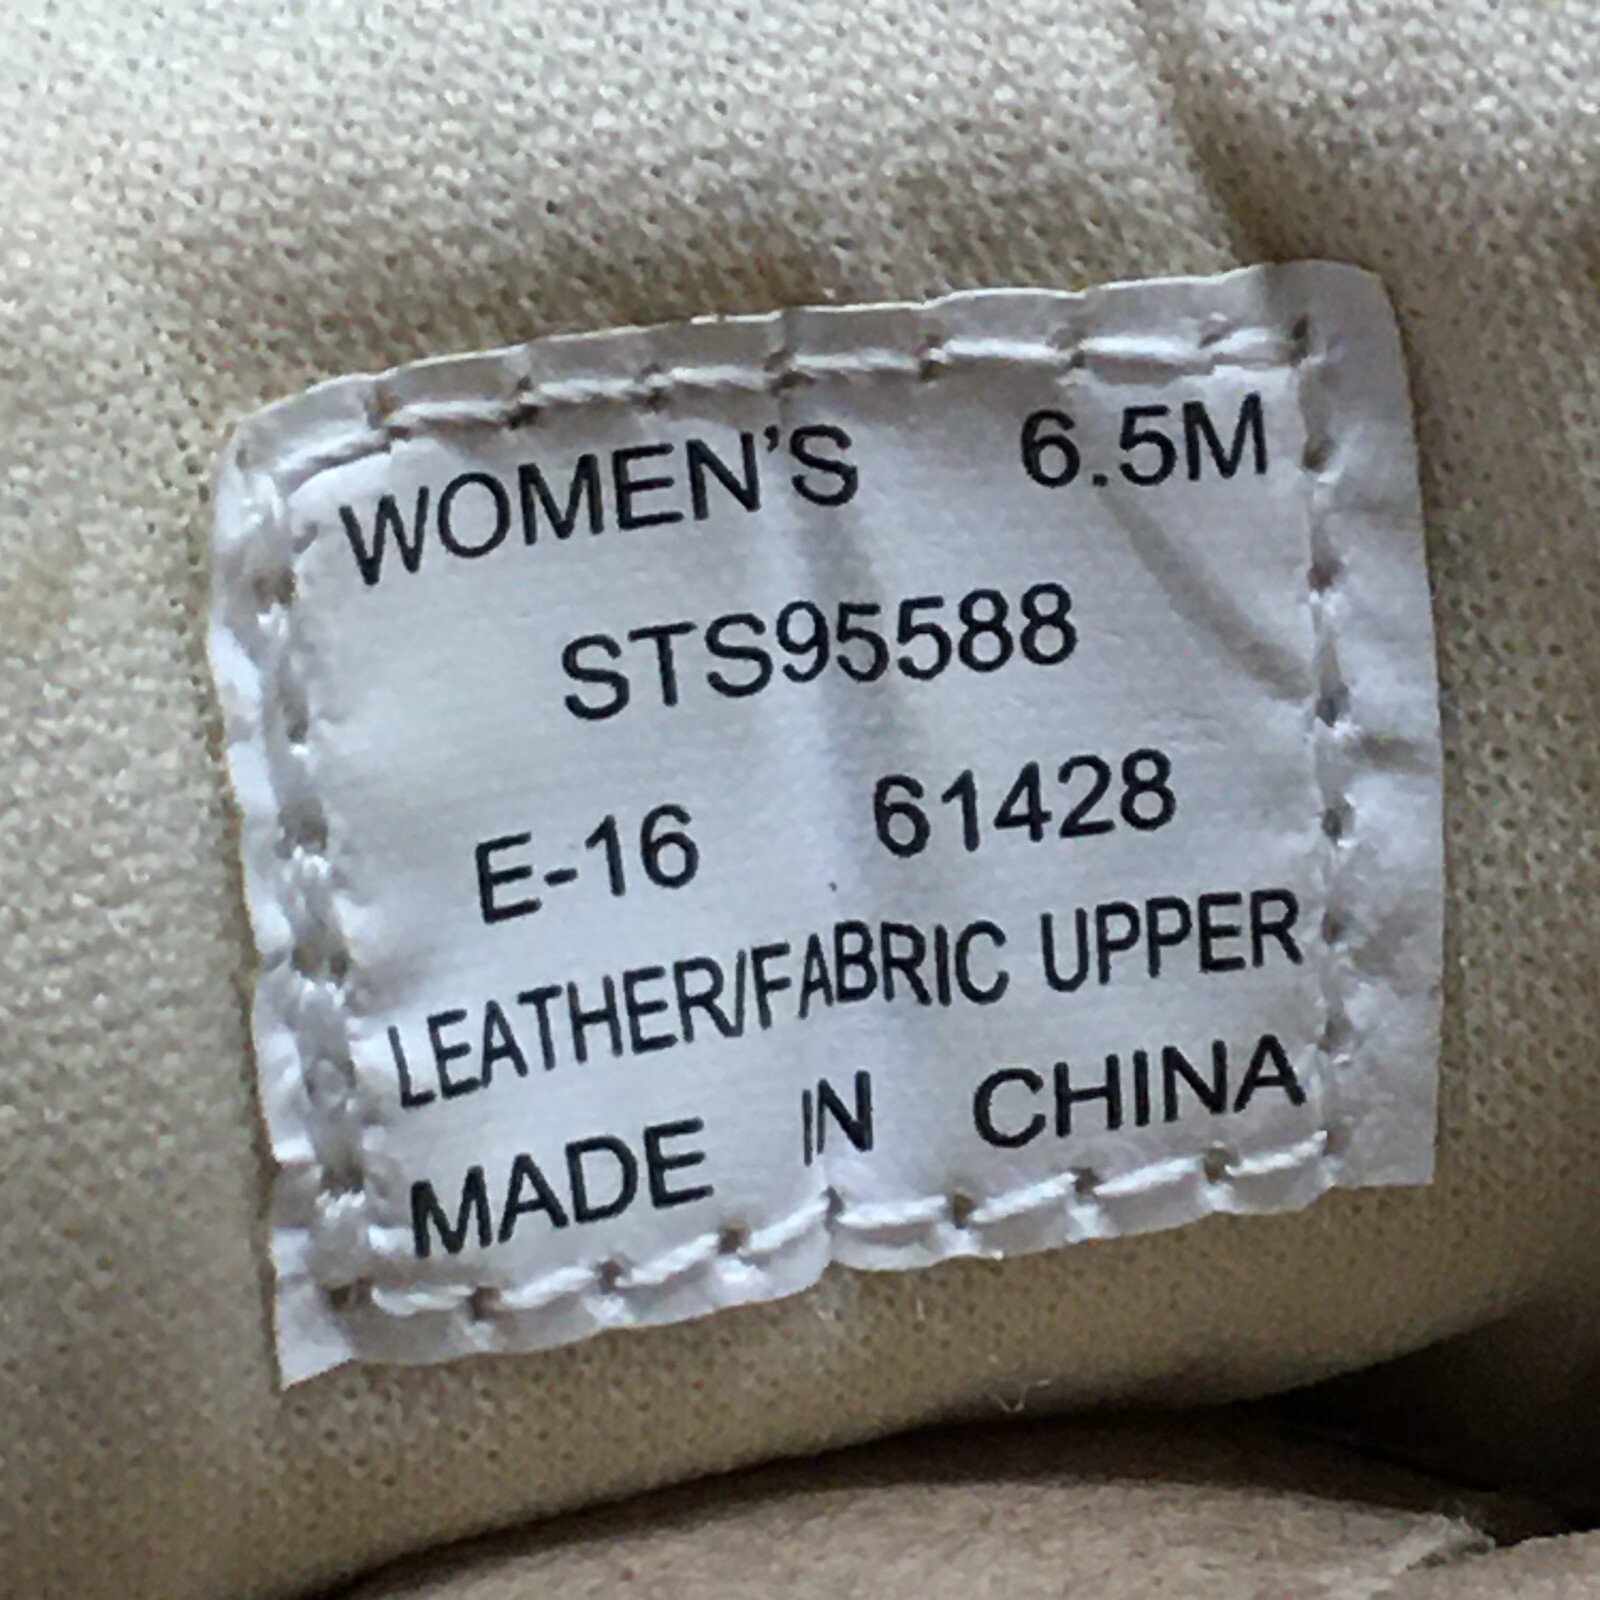 WOMEN'S 6.5M
STS95588
E-16 61428
LEATHER/FABRIC UPPER
MADE IN CHINA